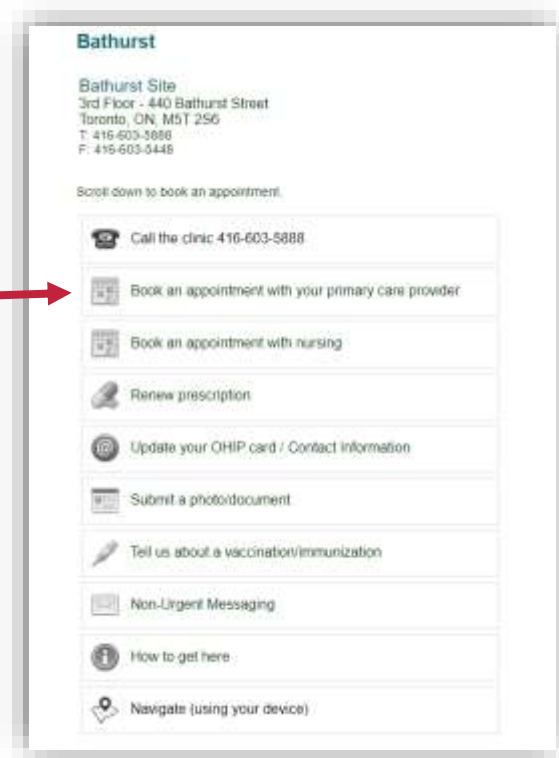 Bathurst
Bathurst Site
3rd Floor - 440 Bathurst Street
Toronto, ON, M5T 2S6
T: 416-603-5888
F: 416-603-5448
Scroll down to book an appointment.
Call the clinic 416-603-5888
Book an appointment with your primary care provider
Book an appointment with nursing
Renew prescription
Update your OHIP card / Contact Information
Submit a photo/document
Tell us about a vaccination/immunization
Non-Urgent Messaging
How to get here
Navigate (using your device)